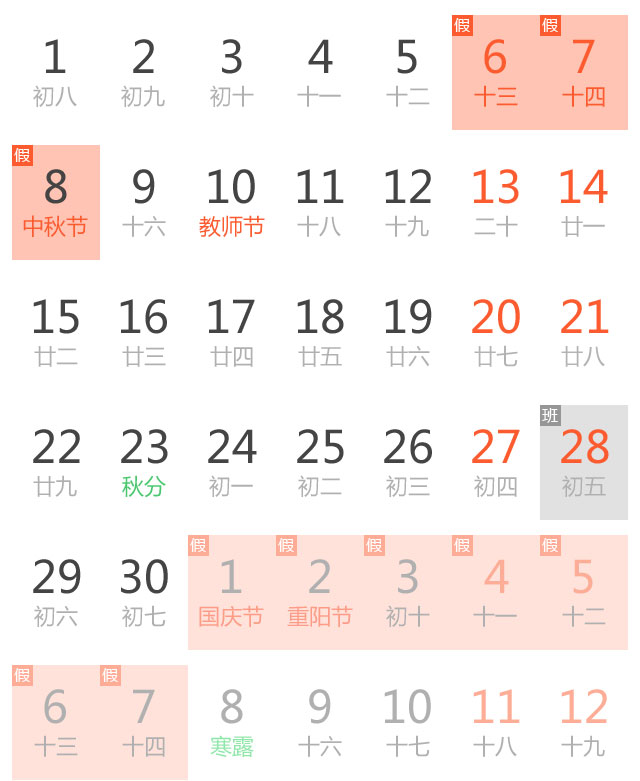 假 假
1 2 3 4 5 6 7
初八 初九 初十 十一 十二 十三 十四
假
8 9 10 11 12 13 14
中秋节 十六 教师节 十八 十九 二十 廿一
15 16 17 18 19 20 21
廿二 廿三 廿四 廿五 廿六 廿七 廿八
班
22 23 24 25 26 27 28
廿九 秋分 初一 初二 初三 初四 初五
假 假 假 假 假
29 30 1 2 3 4 5
初六 初七 国庆节 重阳节 初十 十一 十二
假 假
6 7 8 9 10 11 12
十三 十四 寒露 十六 十七 十八 十九